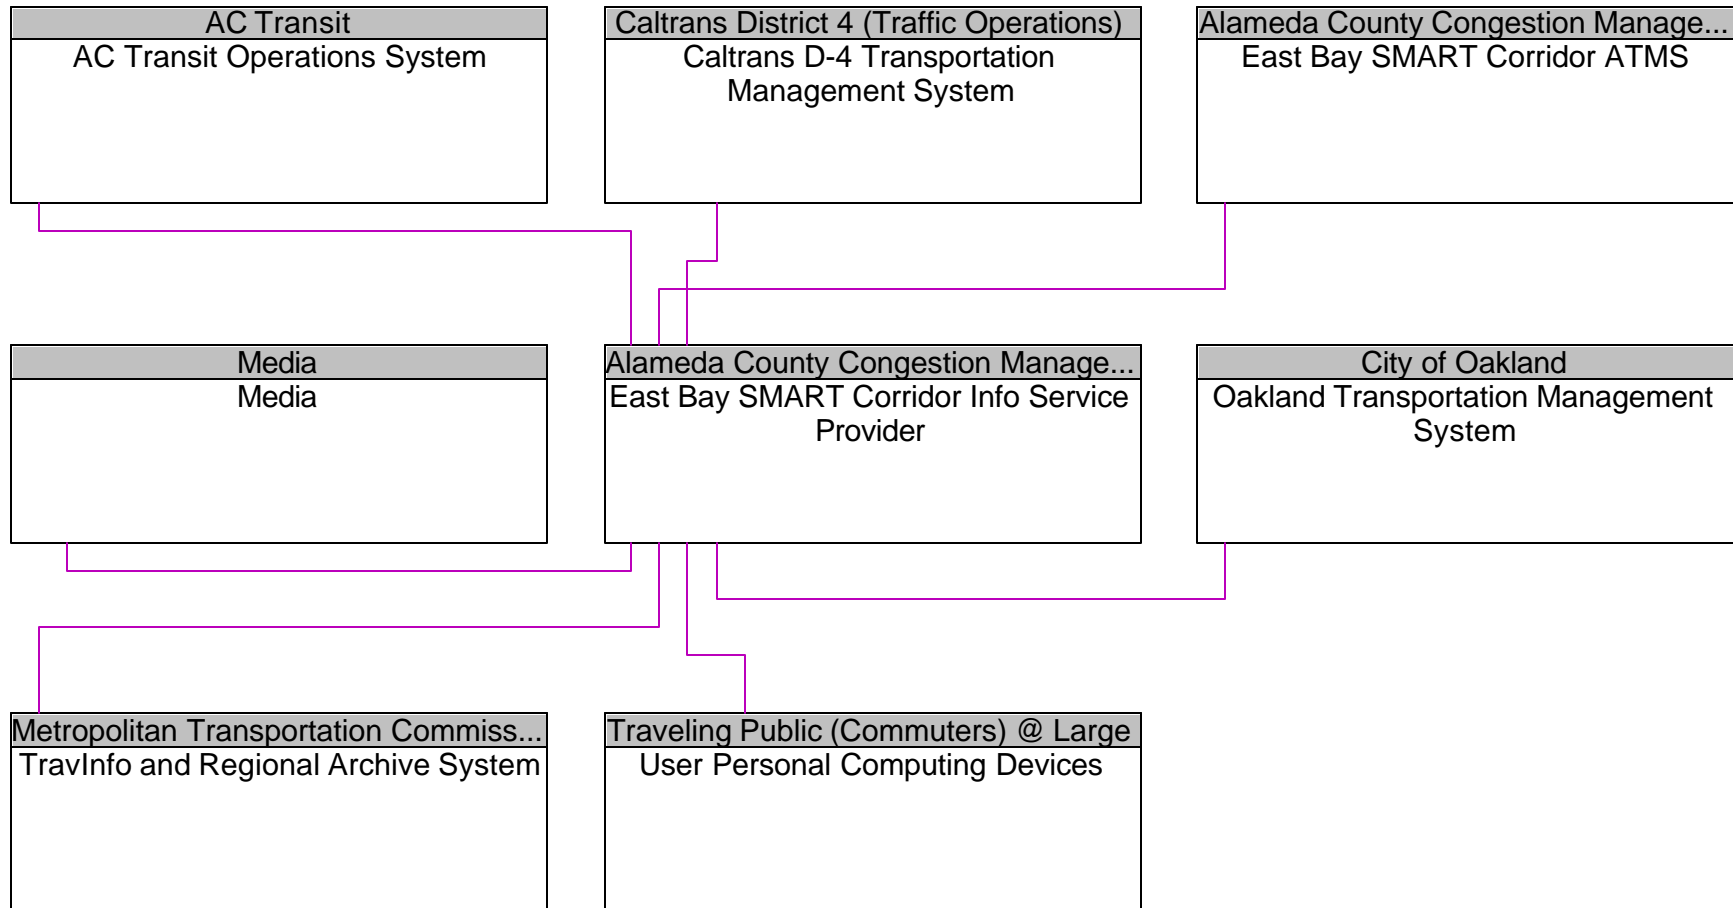 AC Transit
AC Transit Operations System
Caltrans District 4 (Traffic Operations)
Caltrans D-4 Transportation
Management System
Alameda County Congestion Manage...
East Bay SMART Corridor ATMS
Media
Media
Alameda County Congestion Manage...
East Bay SMART Corridor Info Service
Provider
City of Oakland
Oakland Transportation Management
System
Metropolitan Transportation Commiss...
TravInfo and Regional Archive System
Traveling Public (Commuters) @ Large
User Personal Computing Devices